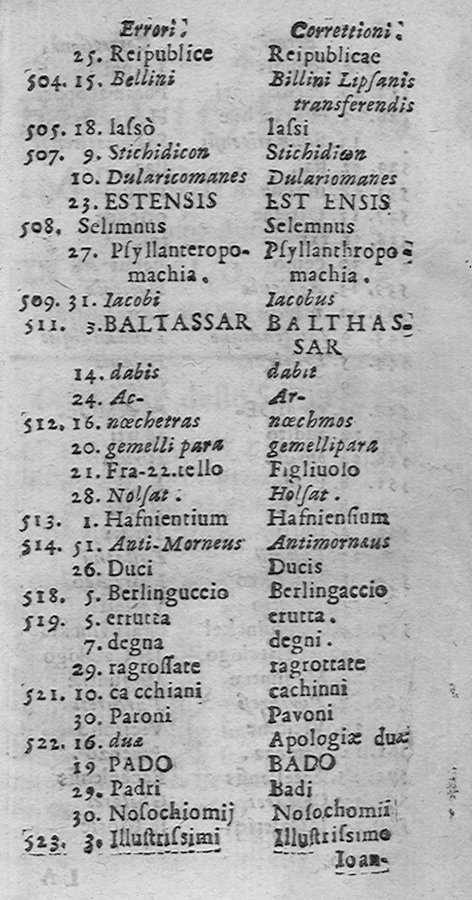 Errori. Correttioni.
25. Reipublice Reipublicae
504. 15. Bellini Billini Lipſanis
transferendis
505. 18. laſsò laſsi
507. 9. Stichidicon Stichidiωn
10. Dularicomanes Dulariomanes
23. ESTENSIS EST ENSIS
508. Selimnus Selemnus
27. Pſyllanteropo- Pſyllanthropo-
machia. machia.
509. 31. Iacobi Iacobus
511. 3. BALTASSAR BALTHAS-
SAR
14. dabis dabit
24. Ac- Ar-
512. 16. nœchetras nœchmos
20. gemelli para gemellipara
21. Fra-22.tello Figliuolo
28. Nolſat. Holſat.
513. 1. Hafnientium Hafnienſium
514. 51. Anti-Morneus Antimornæus
26. Duci Ducis
518. 5. Berlinguccio Berlingaccio
519. 5. errutta erutta.
7. degna degni.
29. ragroſſate ragrottate
521. 10. ca cchiani cachinni
30. Paroni Pavoni
522. 16. duæ Apologiæ duæ
19 PADO BADO
29. Padri Badi
30. Noſochiomij Noſochomii
523. 3. Illuſtriſsimi Illuſtriſsimo
Ioan-